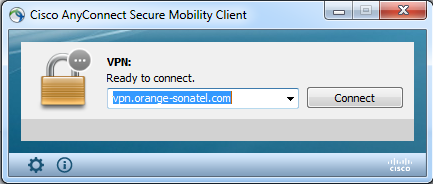 Cisco AnyConnect Secure Mobility Client
VPN:
Ready to connect.
vpn.orange-sonatel.com
Connect
CISCO